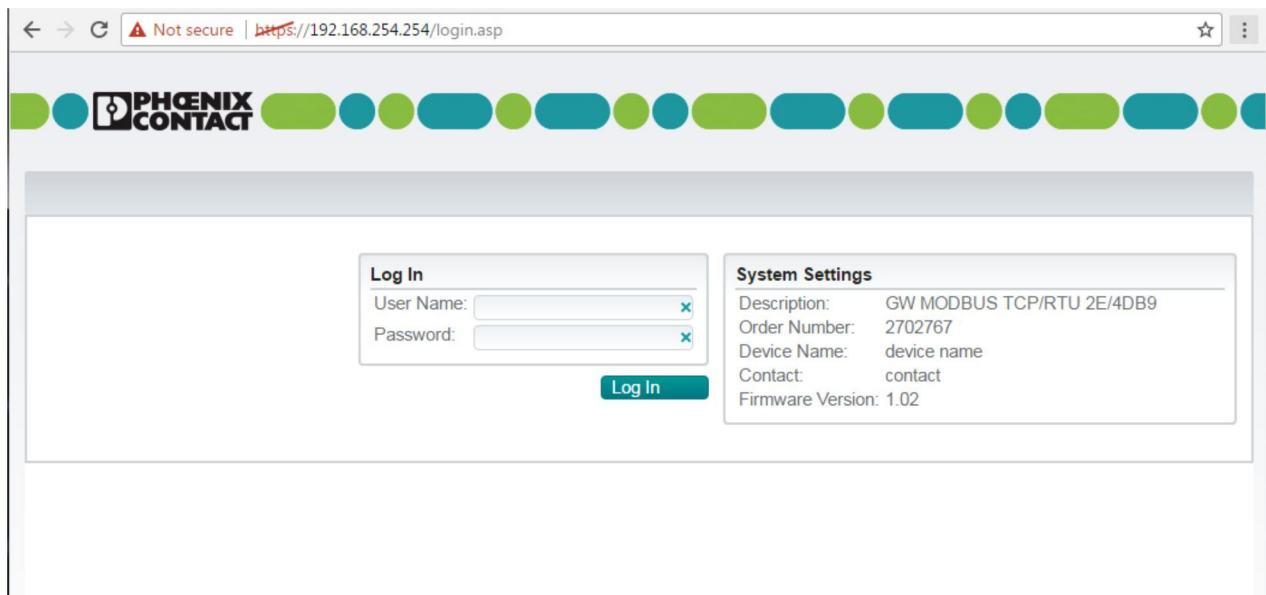 Not secure | https://192.168.254.254/login.asp
PHŒNIX
CONTACT
Log In
User Name:
Password:
Log In
System Settings
Description: GW MODBUS TCP/RTU 2E/4DB9
Order Number: 2702767
Device Name: device name
Contact: contact
Firmware Version: 1.02